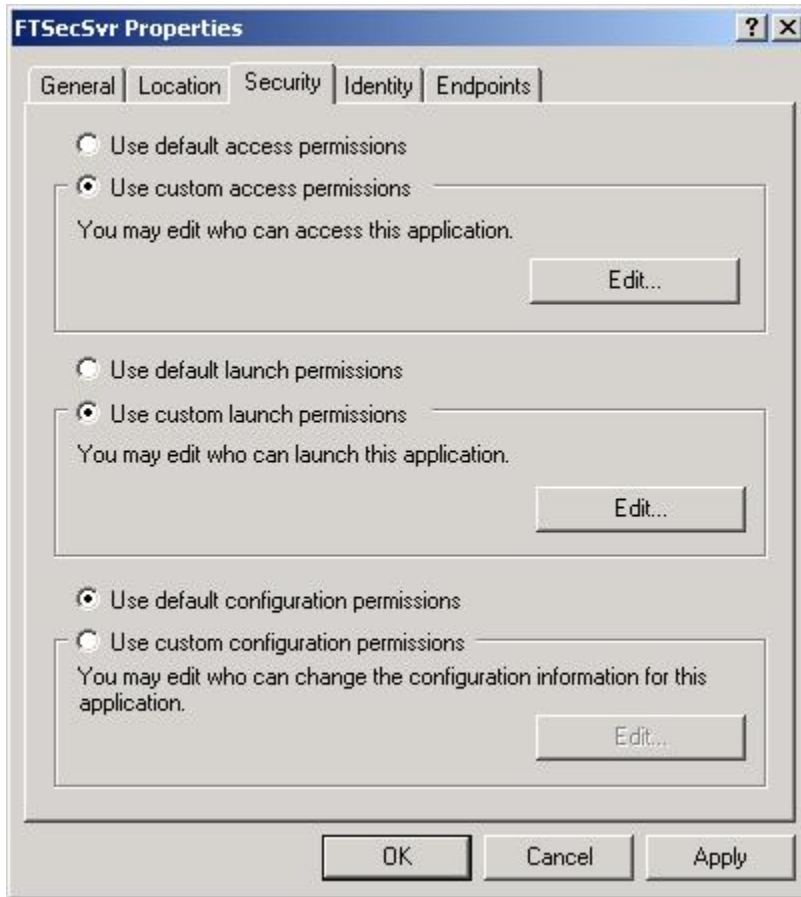 FTSecSvr Properties
General Location Security Identity Endpoints
Use default access permissions
Use custom access permissions
You may edit who can access this application.
Edit...
Use default launch permissions
Use custom launch permissions
You may edit who can launch this application.
Edit...
Use default configuration permissions
Use custom configuration permissions
You may edit who can change the configuration information for this
application.
Edit...
OK Cancel Apply